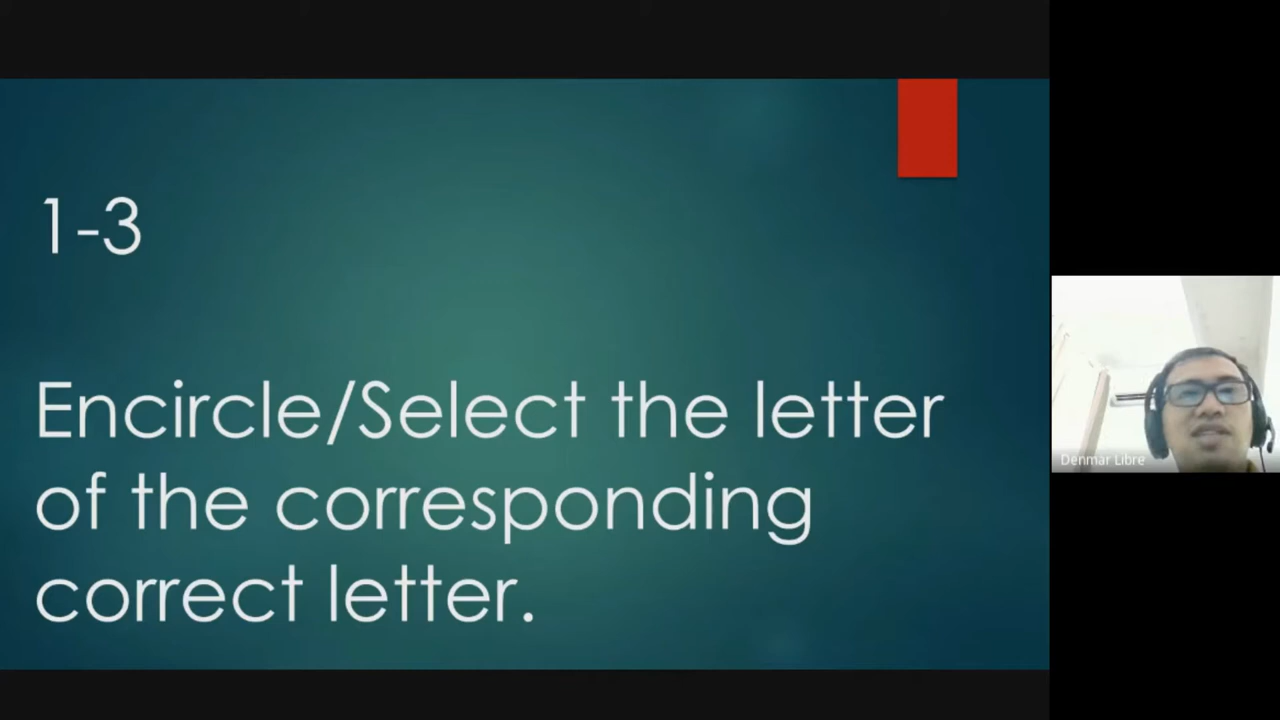 1-3
Encircle/Select the letter
of the corresponding
correct letter.
Denmar Libre